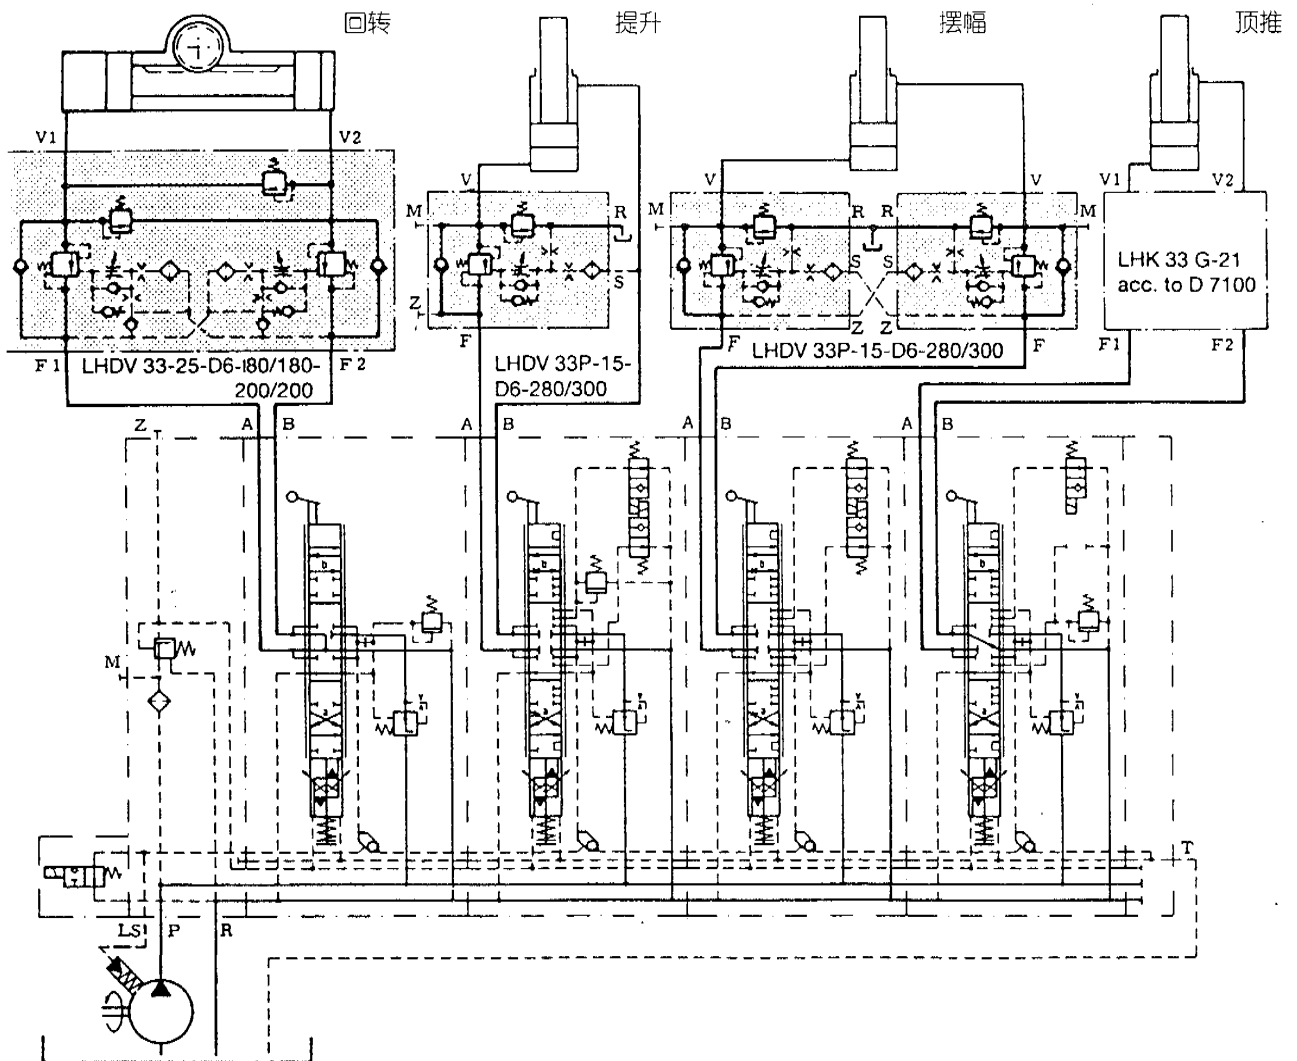 回转 提升 摆幅 顶推
V1 V2
V V V V1 V2
M R M R R M
S S S
Z Z Z
LHK 33 G-21
acc. to D 7100
F1 F2 F F F F1 F2
LHDV 33-25-D6-180/180-
200/200
LHDV 33P-15-
D6-280/300
LHDV 33P-15-D6-280/300
Z A B A B A B A B
b b b b
M
a a a a
T
LS P R